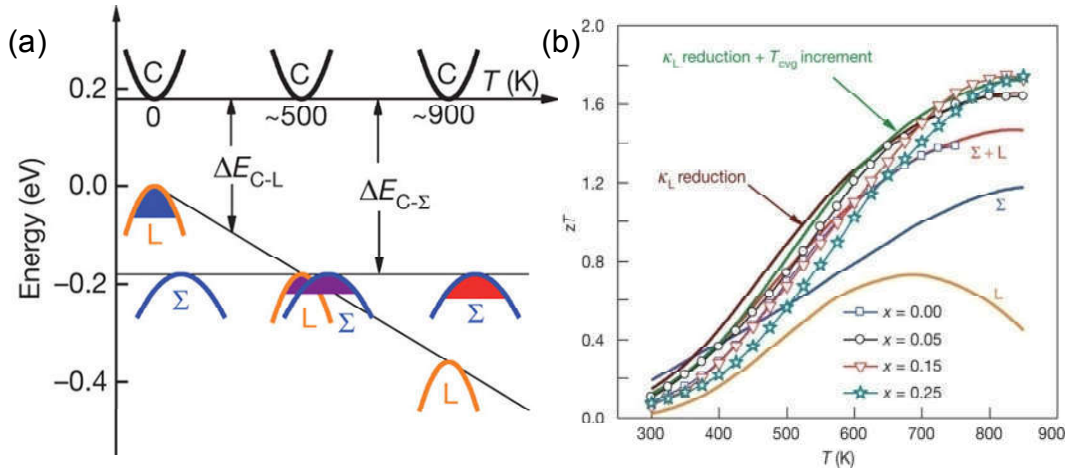 (a)
C
C
C
T (K)
0.2
0
~500
~900
ΔE_C-L
ΔE_C-Σ
Energy (eV)
0.0
L
−0.2
Σ
L
Σ
Σ
−0.4
L
(b)
2.0
1.6
1.2
0.8
0.4
0.0
zT
κ_L reduction + T_cvg increment
κ_L reduction
Σ + L
Σ
L
x = 0.00
x = 0.05
x = 0.15
x = 0.25
300 400 500 600 700 800 900
T (K)